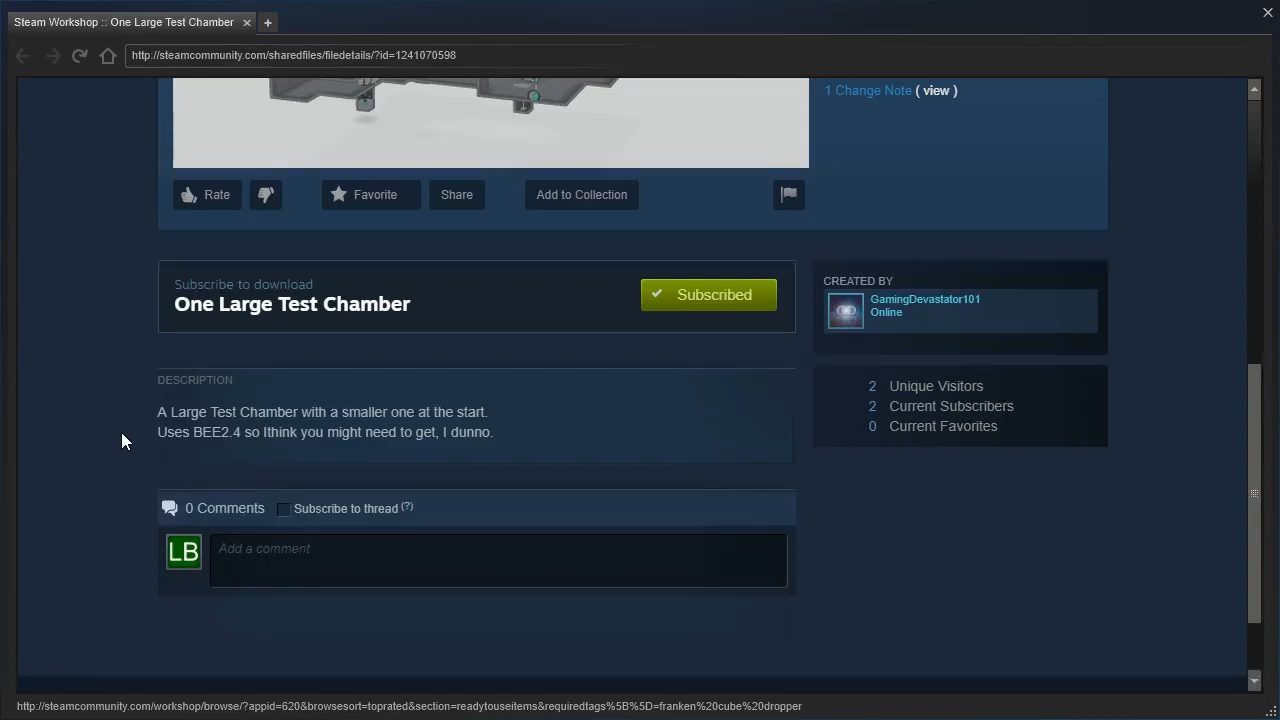 Steam Workshop :: One Large Test Chamber
http://steamcommunity.com/sharedfiles/filedetails/?id=1241070598
1 Change Note ( view )
Rate
Favorite
Share
Add to Collection
Subscribe to download
One Large Test Chamber
Subscribed
CREATED BY
GamingDevastator101
Online
2 Unique Visitors
2 Current Subscribers
0 Current Favorites
DESCRIPTION
A Large Test Chamber with a smaller one at the start.
Uses BEE2.4 so Ithink you might need to get, I dunno.
0 Comments
Subscribe to thread (?)
LB
Add a comment
http://steamcommunity.com/workshop/browse/?appid=620&browsesort=toprated&section=readytouseitems&requiredtags%5B%5D=franken%20cube%20dropper